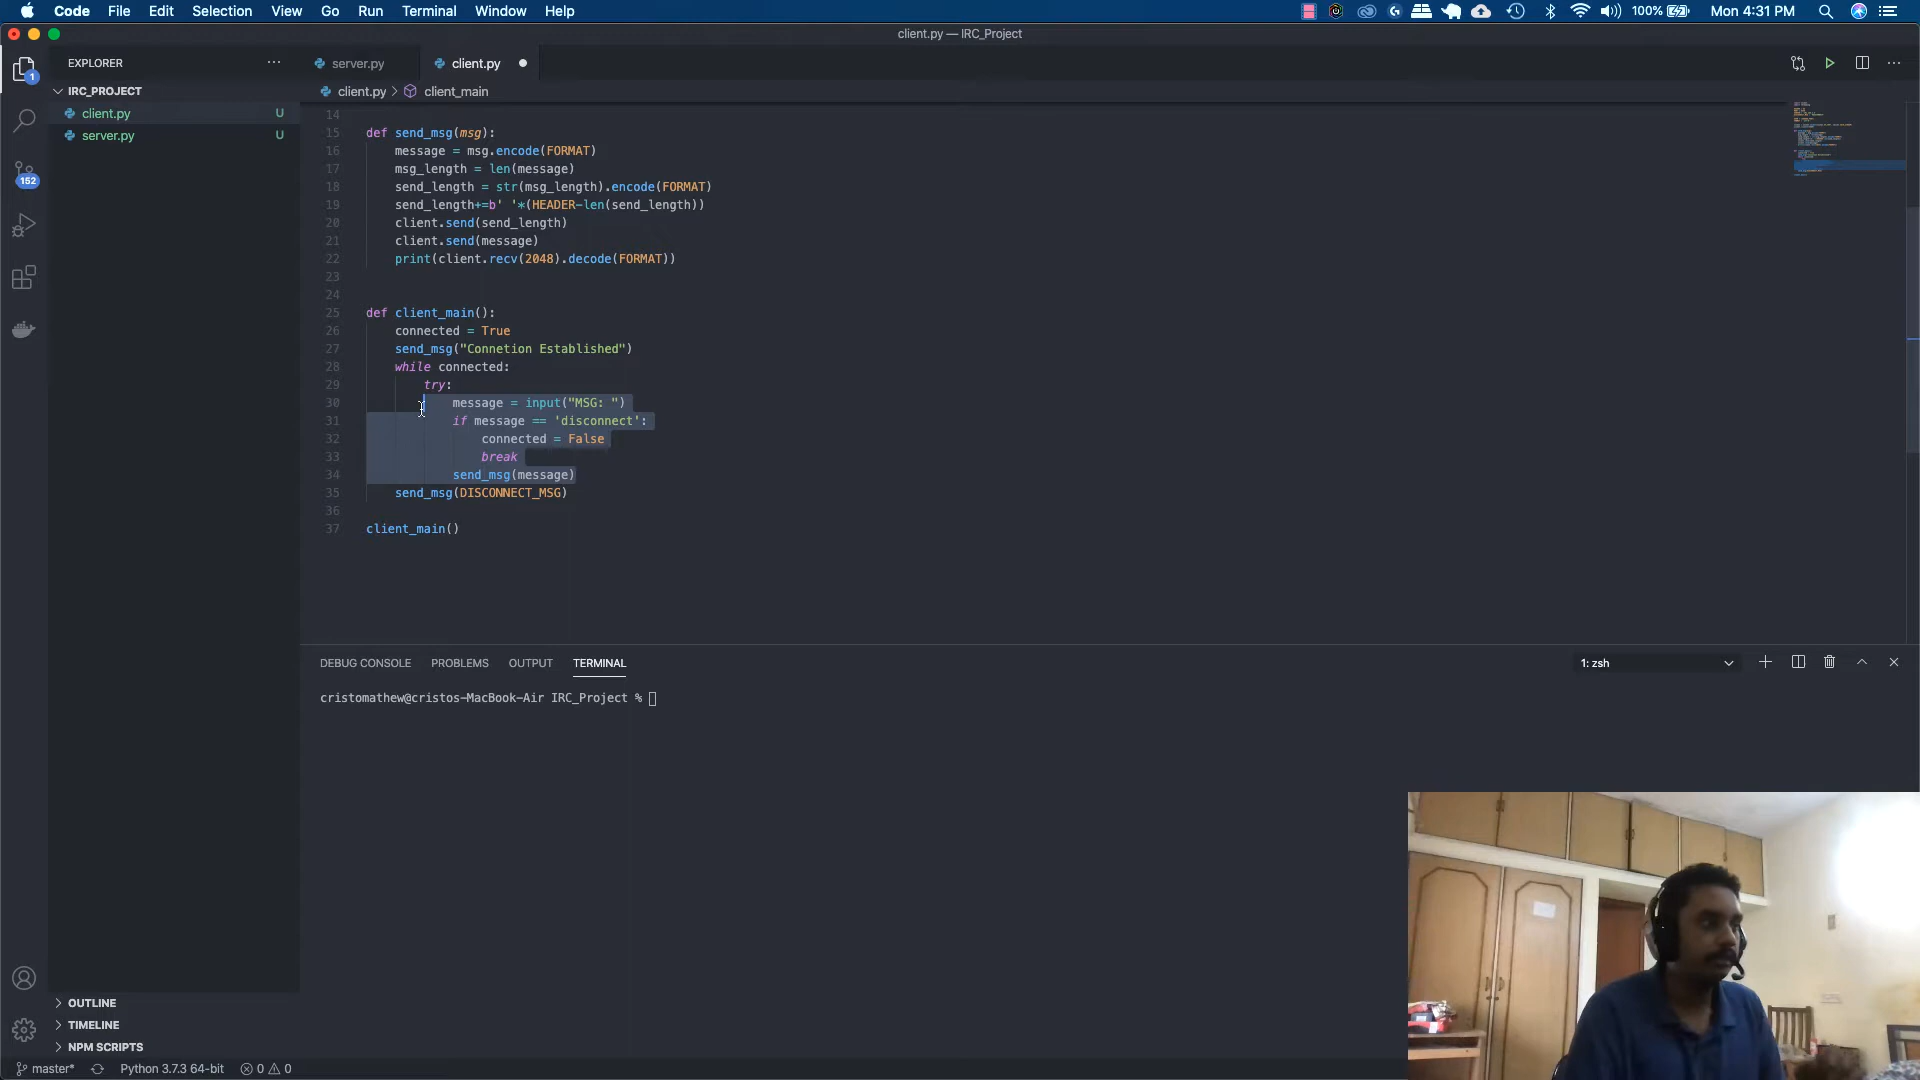 Code File Edit Selection View Go Run Terminal Window Help 100% Mon 4:31 PM
client.py — IRC_Project
EXPLORER ···
server.py
client.py
1
IRC_PROJECT
client.py > client_main
client.py U
server.py U
152
14
15 def send_msg(msg):
16 message = msg.encode(FORMAT)
17 msg_length = len(message)
18 send_length = str(msg_length).encode(FORMAT)
19 send_length+=b' '*(HEADER-len(send_length))
20 client.send(send_length)
21 client.send(message)
22 print(client.recv(2048).decode(FORMAT))
23
24
25 def client_main():
26 connected = True
27 send_msg("Connetion Established")
28 while connected:
29 try:
30 message = input("MSG: ")
31 if message == 'disconnect':
32 connected = False
33 break
34 send_msg(message)
35 send_msg(DISCONNECT_MSG)
36
37 client_main()
DEBUG CONSOLE PROBLEMS OUTPUT TERMINAL
1: zsh
cristomathew@cristos-MacBook-Air IRC_Project %
OUTLINE
TIMELINE
NPM SCRIPTS
master* Python 3.7.3 64-bit 0 0